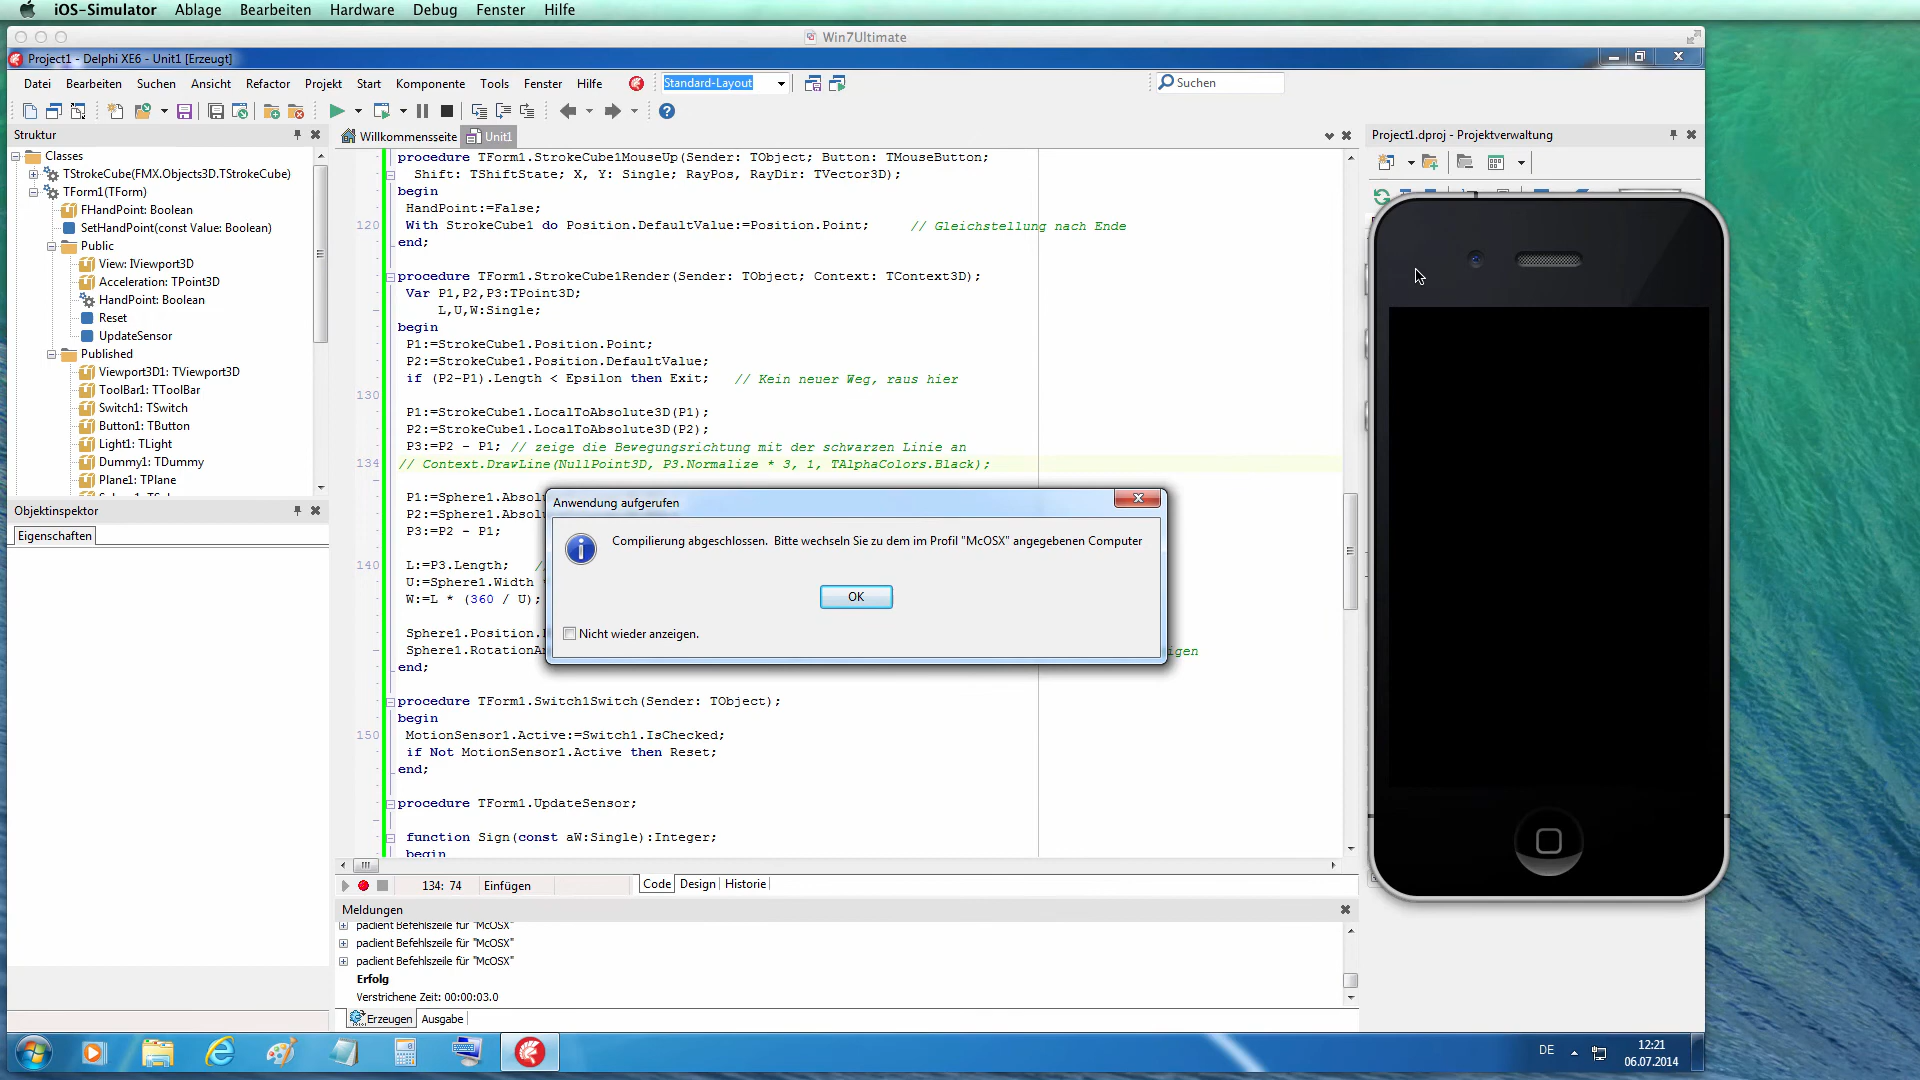 iOS-Simulator Ablage Bearbeiten Hardware Debug Fenster Hilfe
Win7Ultimate
Project1 - Delphi XE6 - Unit1 [Erzeugt]
Datei Bearbeiten Suchen Ansicht Refactor Projekt Start Komponente Tools Fenster Hilfe Standard-Layout Suchen
Struktur
Classes
TStrokeCube(FMX.Objects3D.TStrokeCube)
TForm1(TForm)
FHandPoint: Boolean
SetHandPoint(const Value: Boolean)
Public
View: IViewport3D
Acceleration: TPoint3D
HandPoint: Boolean
Reset
UpdateSensor
Published
Viewport3D1: TViewport3D
ToolBar1: TToolBar
Switch1: TSwitch
Button1: TButton
Light1: TLight
Dummy1: TDummy
Plane1: TPlane
Objektinspektor
Eigenschaften
Willkommensseite Unit1
procedure TForm1.StrokeCube1MouseUp(Sender: TObject; Button: TMouseButton;
Shift: TShiftState; X, Y: Single; RayPos, RayDir: TVector3D);
begin
HandPoint:=False;
120 With StrokeCube1 do Position.DefaultValue:=Position.Point; // Gleichstellung nach Ende
end;
procedure TForm1.StrokeCube1Render(Sender: TObject; Context: TContext3D);
Var P1,P2,P3:TPoint3D;
L,U,W:Single;
begin
P1:=StrokeCube1.Position.Point;
P2:=StrokeCube1.Position.DefaultValue;
if (P2-P1).Length < Epsilon then Exit; // Kein neuer Weg, raus hier
130
P1:=StrokeCube1.LocalToAbsolute3D(P1);
P2:=StrokeCube1.LocalToAbsolute3D(P2);
P3:=P2 - P1; // zeige die Bewegungsrichtung mit der schwarzen Linie an
134 // Context.DrawLine(NullPoint3D, P3.Normalize * 3, 1, TAlphaColors.Black);
P1:=Sphere1.Absol
P2:=Sphere1.Absol
P3:=P2 - P1;
140 L:=P3.Length; /
U:=Sphere1.Width
W:=L * (360 / U);
Sphere1.Position.
Sphere1.RotationA igen
end;
procedure TForm1.Switch1Switch(Sender: TObject);
begin
150 MotionSensor1.Active:=Switch1.IsChecked;
if Not MotionSensor1.Active then Reset;
end;
procedure TForm1.UpdateSensor;
function Sign(const aW:Single):Integer;
begin
134: 74 Einfügen Code Design Historie
Anwendung aufgerufen
Compilierung abgeschlossen. Bitte wechseln Sie zu dem im Profil "McOSX" angegebenen Computer
OK
Nicht wieder anzeigen.
Meldungen
paclient Befehlszeile für "McOSX"
paclient Befehlszeile für "McOSX"
paclient Befehlszeile für "McOSX"
Erfolg
Verstrichene Zeit: 00:00:03.0
Erzeugen Ausgabe
Project1.dproj - Projektverwaltung
DE
12:21
06.07.2014